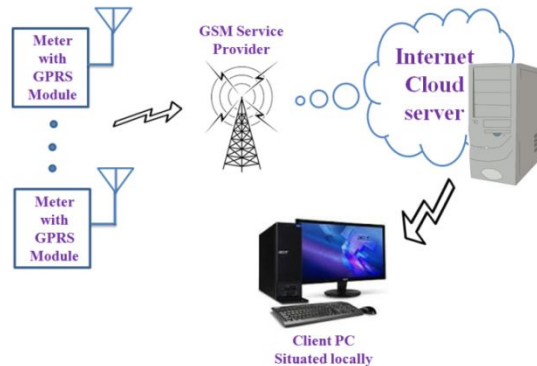 Meter
with
GPRS
Module
GSM Service
Provider
Internet
Cloud
server
Meter
with
GPRS
Module
Client PC
Situated locally